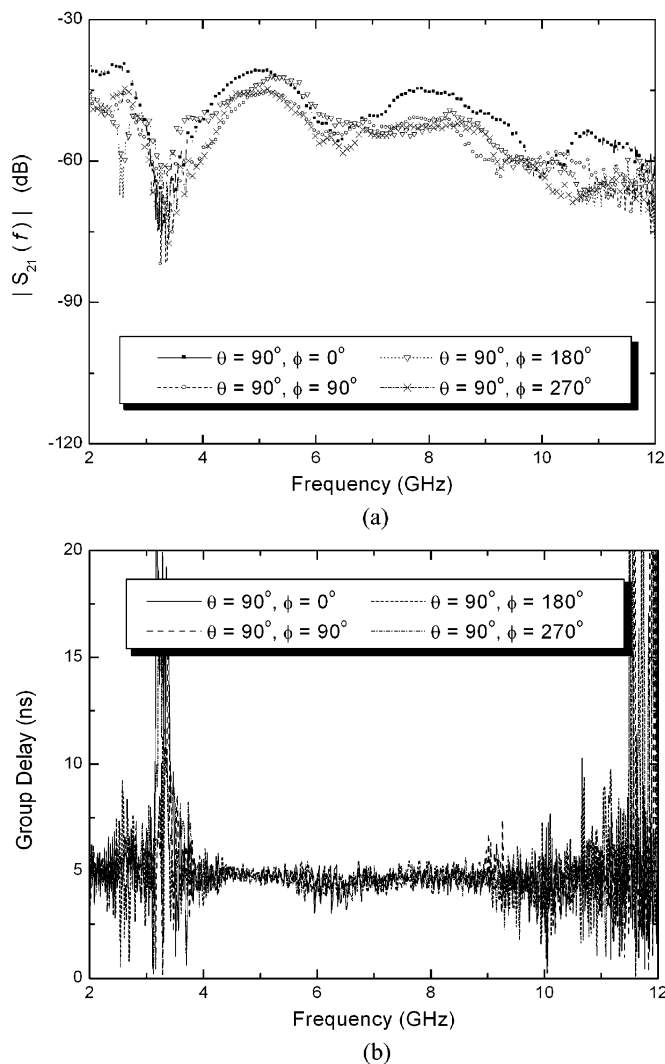 -30
-60
-90
-120
| S21 (f) | (dB)
θ = 90°, ϕ = 0° θ = 90°, ϕ = 180°
θ = 90°, ϕ = 90° θ = 90°, ϕ = 270°
2 4 6 8 10 12
Frequency (GHz)
(a)
20
15
10
5
0
Group Delay (ns)
θ = 90°, ϕ = 0° θ = 90°, ϕ = 180°
θ = 90°, ϕ = 90° θ = 90°, ϕ = 270°
2 4 6 8 10 12
Frequency (GHz)
(b)